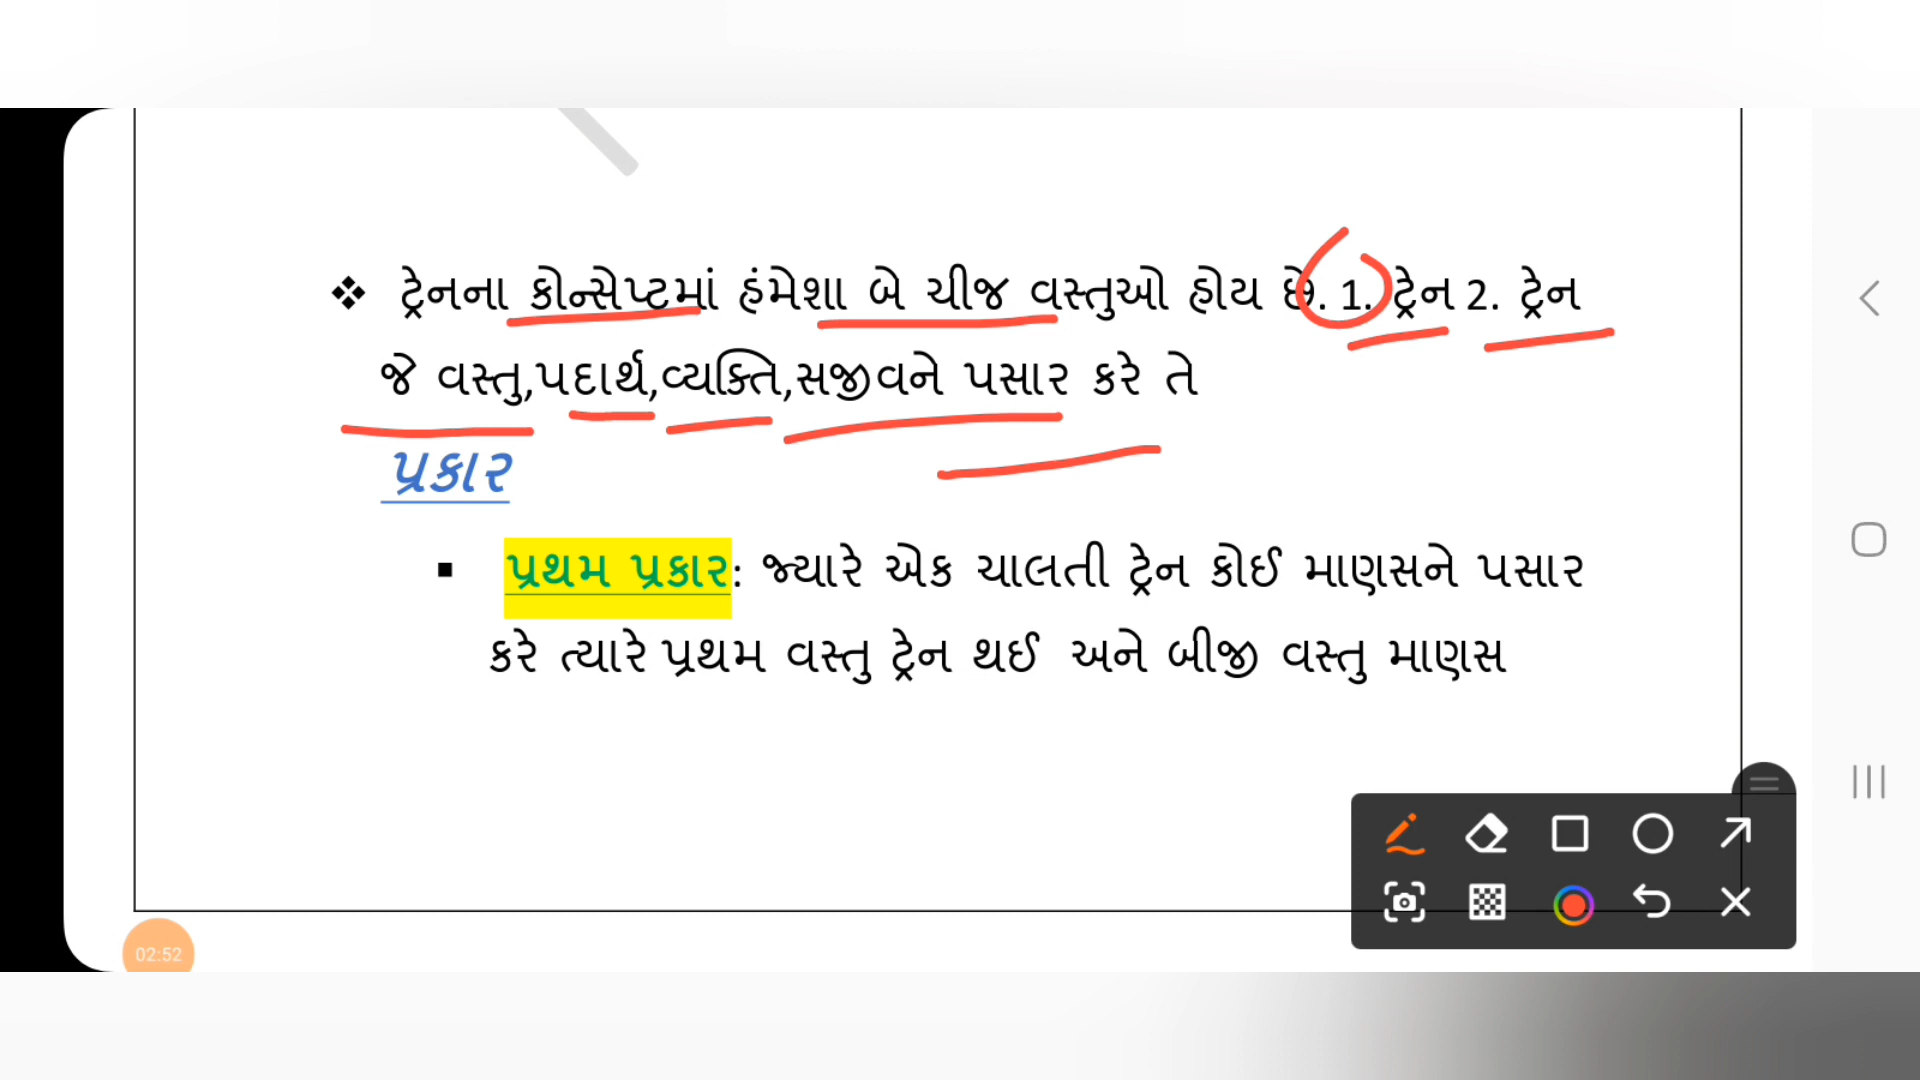 ❖ ટ્રેનના કોન્સેપ્ટમાં હંમેશા બે ચીજ વસ્તુઓ હોય છે. 1. ટ્રેન 2. ટ્રેન
જે વસ્તુ,પદાર્થ,વ્યક્તિ,સજીવને પસાર કરે તે
પ્રકાર
▪ પ્રથમ પ્રકાર: જ્યારે એક ચાલતી ટ્રેન કોઈ માણસને પસાર
કરે ત્યારે પ્રથમ વસ્તુ ટ્રેન થઈ અને બીજી વસ્તુ માણસ
02:52